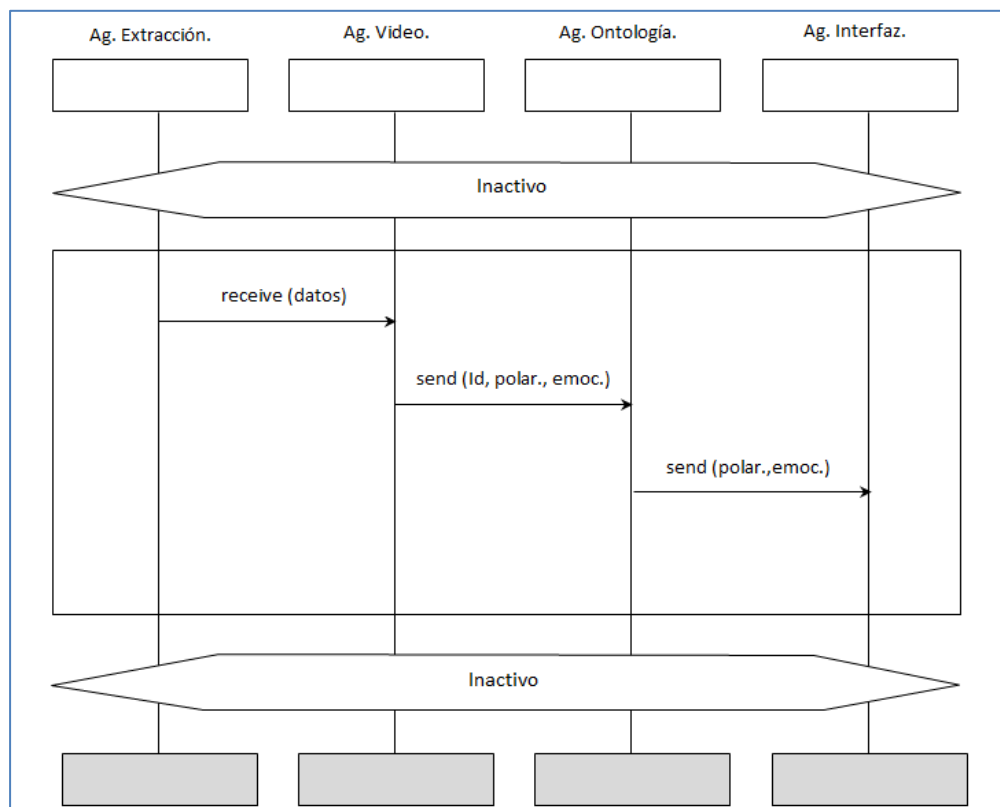 Ag. Extracción.
Ag. Video.
Ag. Ontología.
Ag. Interfaz.
Inactivo
receive (datos)
send (Id, polar., emoc.)
send (polar.,emoc.)
Inactivo